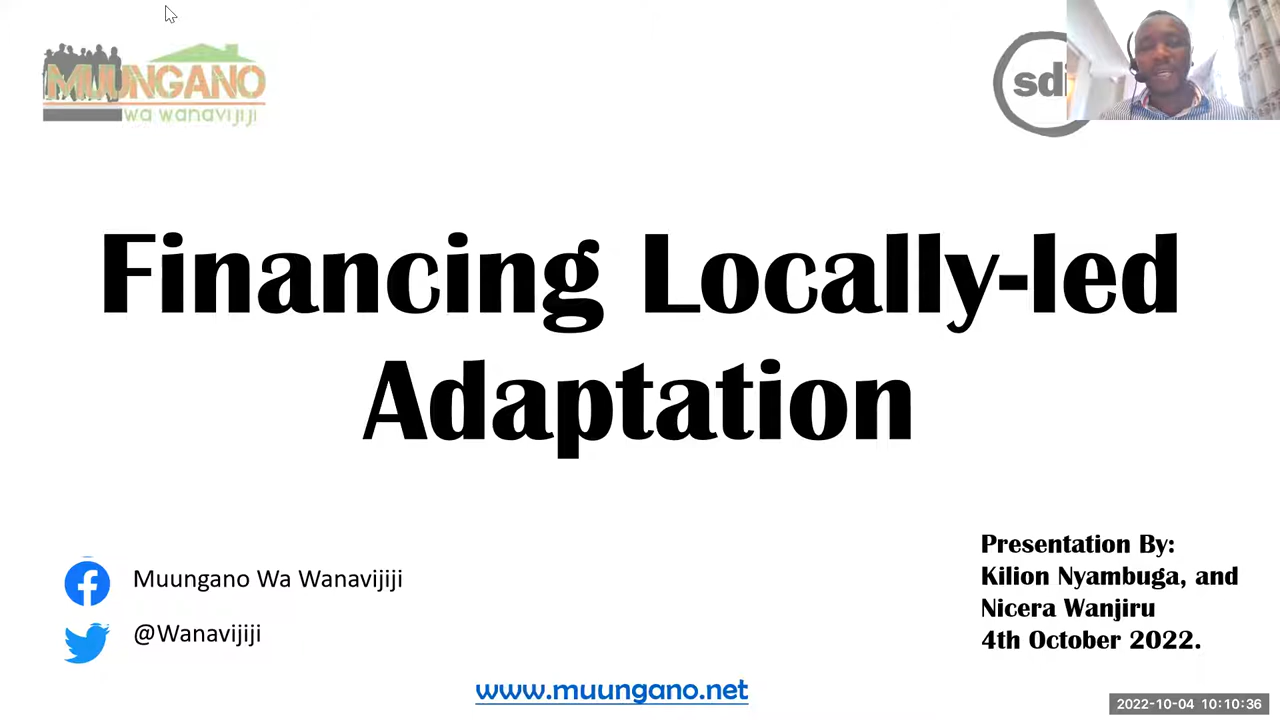 MUUNGANO
wa wanavijiji
sdi
Financing Locally-led
Adaptation
Muungano Wa Wanavijiji
@Wanavijiji
Presentation By:
Kilion Nyambuga, and
Nicera Wanjiru
4th October 2022.
www.muungano.net
2022-10-04 10:10:36